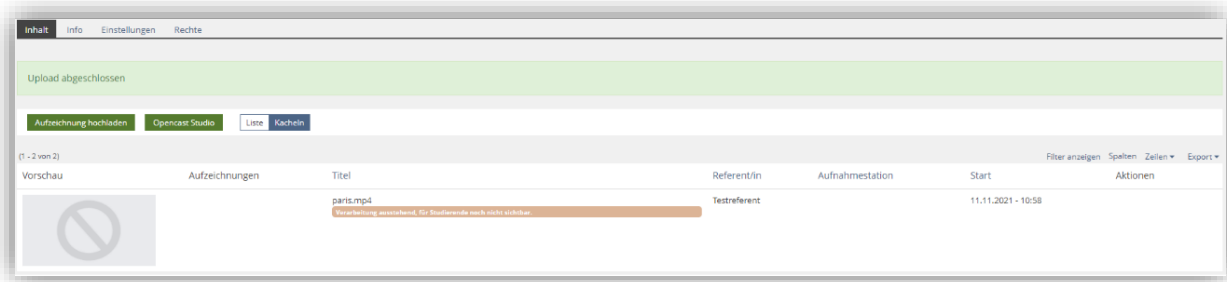 Inhalt Info Einstellungen Rechte
Upload abgeschlossen
Aufzeichnung hochladen Opencast Studio Liste Kacheln
(1 - 2 von 2) Filter anzeigen Spalten Zeilen Export
Vorschau Aufzeichnungen Titel Referent/in Aufnahmestation Start Aktionen
paris.mp4 Testreferent 11.11.2021 - 10:58
Verarbeitung ausstehend, für Studierende noch nicht sichtbar.